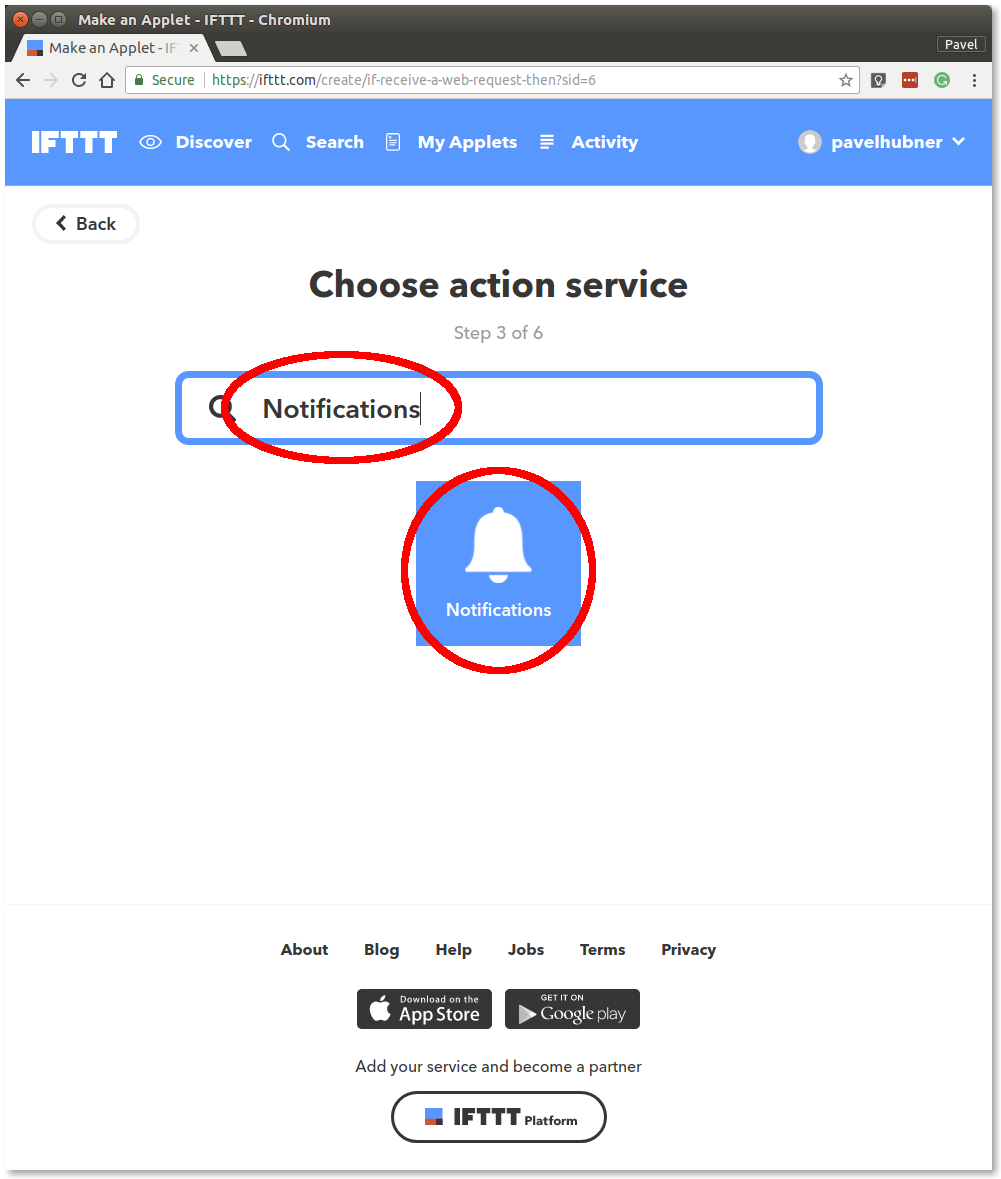 Make an Applet - IFTTT - Chromium
Make an Applet - IF
Pavel
Secure
https://ifttt.com/create/if-receive-a-web-request-then?sid=6
IFTTT Discover Search My Applets Activity pavelhubner
Back
Choose action service
Step 3 of 6
Notifications
Notifications
About Blog Help Jobs Terms Privacy
Download on the
App Store
GET IT ON
Google play
Add your service and become a partner
IFTTT Platform